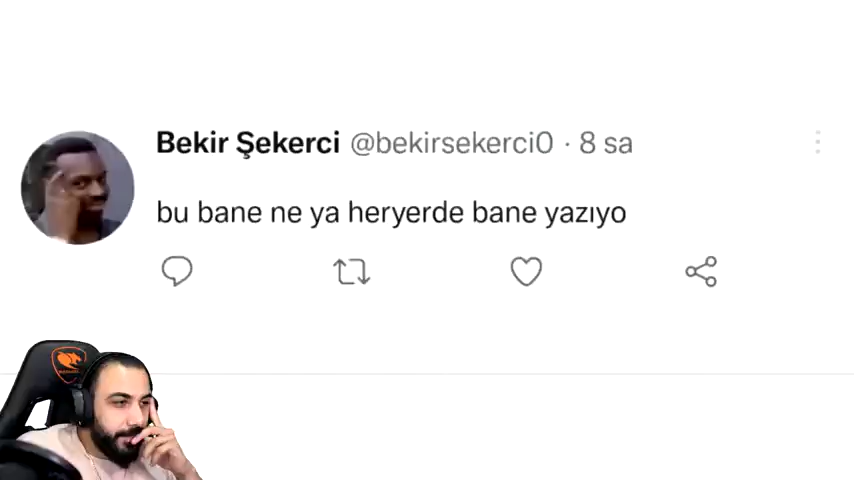 Bekir Şekerci @bekirsekerci0 · 8 sa
bu bane ne ya heryerde bane yazıyo